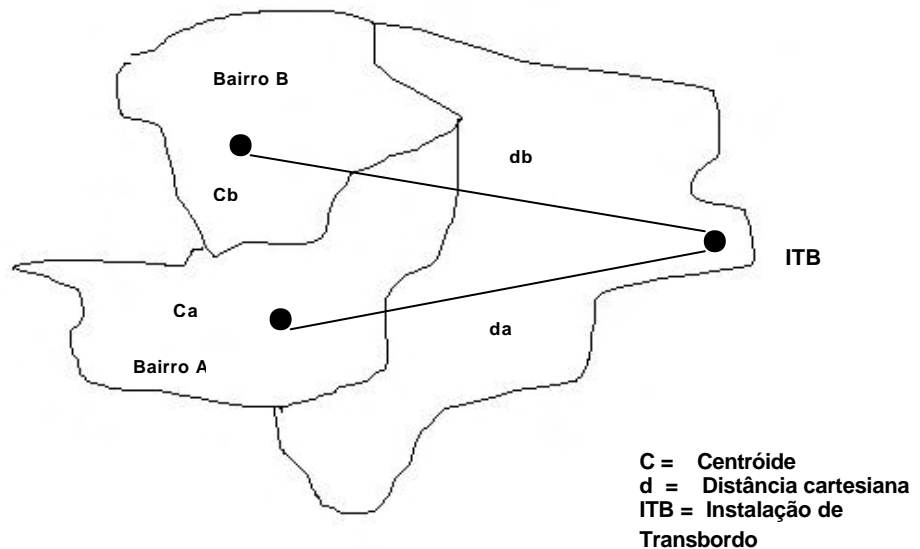 Bairro B
db
Cb
ITB
Ca
da
Bairro A
C = Centróide
d = Distância cartesiana
ITB = Instalação de
Transbordo